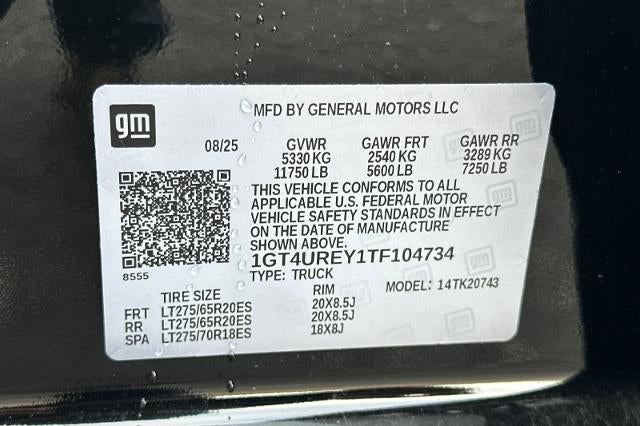 gm
MFD BY GENERAL MOTORS LLC
08/25 GVWR GAWR FRT GAWR RR
5330 KG 2540 KG 3289 KG
11750 LB 5600 LB 7250 LB
THIS VEHICLE CONFORMS TO ALL
APPLICABLE U.S. FEDERAL MOTOR
VEHICLE SAFETY STANDARDS IN EFFECT
ON THE DATE OF MANUFACTURE
SHOWN ABOVE.
1GT4UREY1TF104734
8555
TYPE: TRUCK
MODEL: 14TK20743
TIRE SIZE RIM
FRT LT275/65R20ES 20X8.5J
RR LT275/65R20ES 20X8.5J
SPA LT275/70R18ES 18X8J